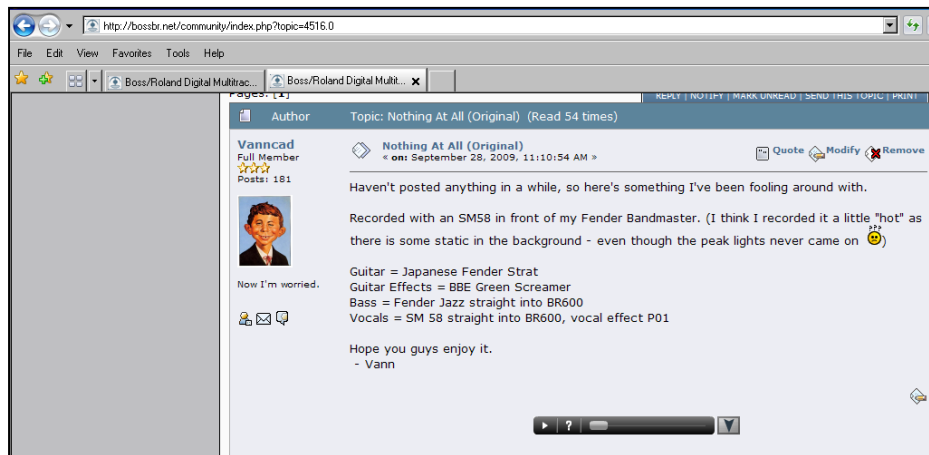 http://bossbr.net/community/index.php?topic=4516.0
File Edit View Favorites Tools Help
Boss/Roland Digital Multitrac...
Boss/Roland Digital Multit...
Pages: [1]
REPLY | NOTIFY | MARK UNREAD | SEND THIS TOPIC | PRINT
Author Topic: Nothing At All (Original) (Read 54 times)
Vanncad
Full Member
Posts: 181
Now I'm worried.
Nothing At All (Original)
« on: September 28, 2009, 11:10:54 AM »
Quote Modify Remove
Haven't posted anything in a while, so here's something I've been fooling around with.
Recorded with an SM58 in front of my Fender Bandmaster. (I think I recorded it a little "hot" as
there is some static in the background - even though the peak lights never came on ???)
Guitar = Japanese Fender Strat
Guitar Effects = BBE Green Screamer
Bass = Fender Jazz straight into BR600
Vocals = SM 58 straight into BR600, vocal effect P01
Hope you guys enjoy it.
- Vann
?